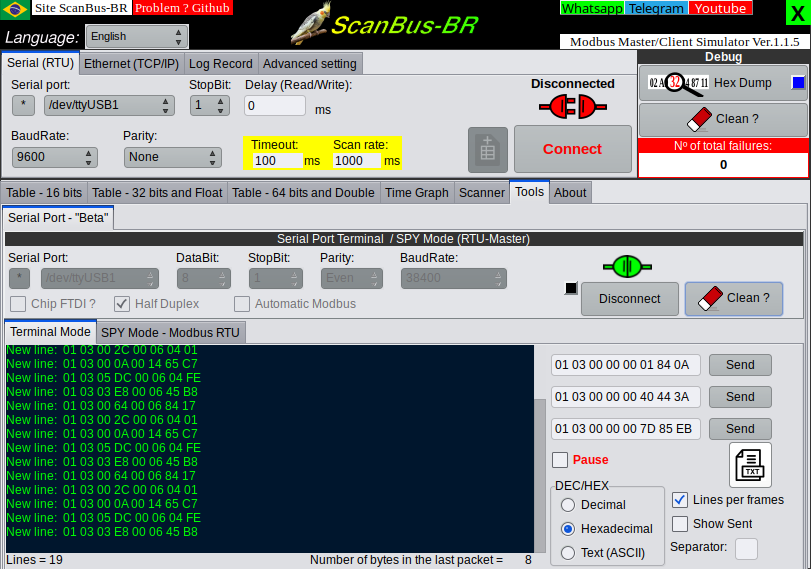 Site ScanBus-BR Problem ? Github
Whatsapp Telegram Youtube
X
Language: English
ScanBus-BR
Modbus Master/Client Simulator Ver.1.1.5
Serial (RTU) Ethernet (TCP/IP) Log Record Advanced setting
Debug
Serial port: StopBit: Delay (Read/Write):
Disconnected
* /dev/ttyUSB1 1 0 ms
Hex Dump
Clean ?
BaudRate: Parity:
Timeout: Scan rate:
9600 None
100 ms 1000 ms
Connect
Nº of total failures:
0
Table - 16 bits Table - 32 bits and Float Table - 64 bits and Double Time Graph Scanner Tools About
Serial Port - "Beta"
Serial Port Terminal / SPY Mode (RTU-Master)
Serial Port: DataBit: StopBit: Parity: BaudRate:
* /dev/ttyUSB1 8 1 Even 38400
Disconnect Clean ?
Chip FTDI ? Half Duplex Automatic Modbus
Terminal Mode SPY Mode - Modbus RTU
New line: 01 03 00 2C 00 06 04 01
New line: 01 03 00 0A 00 14 65 C7
New line: 01 03 05 DC 00 06 04 FE
New line: 01 03 03 E8 00 06 45 B8
New line: 01 03 00 64 00 06 84 17
New line: 01 03 00 2C 00 06 04 01
New line: 01 03 00 0A 00 14 65 C7
New line: 01 03 05 DC 00 06 04 FE
New line: 01 03 03 E8 00 06 45 B8
New line: 01 03 00 64 00 06 84 17
New line: 01 03 00 2C 00 06 04 01
New line: 01 03 00 0A 00 14 65 C7
New line: 01 03 05 DC 00 06 04 FE
New line: 01 03 03 E8 00 06 45 B8
01 03 00 00 00 01 84 0A Send
01 03 00 00 00 40 44 3A Send
01 03 00 00 00 7D 85 EB Send
Pause
TXT
DEC/HEX
Decimal
Hexadecimal
Text (ASCII)
Lines per frames
Show Sent
Separator:
Lines = 19 Number of bytes in the last packet = 8